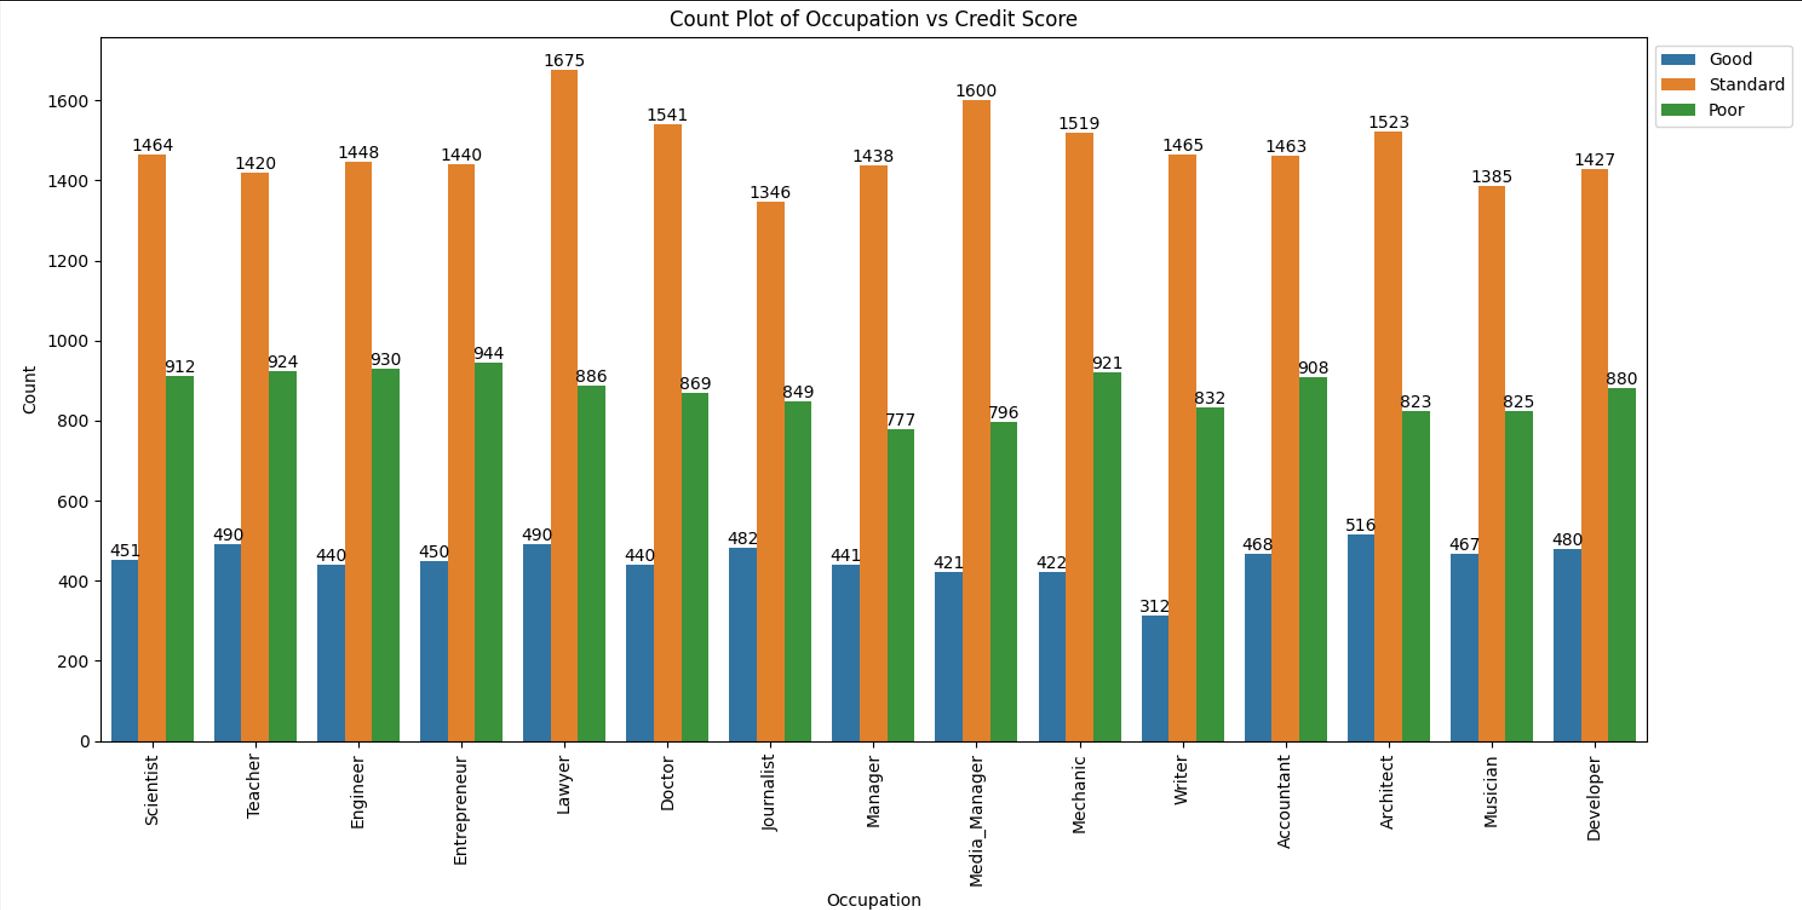 Count Plot of Occupation vs Credit Score
Good
Standard
Poor
Count
1600
1400
1200
1000
800
600
400
200
0
451
1464
912
490
1420
924
440
1448
930
450
1440
944
490
1675
886
440
1541
869
482
1346
849
441
1438
777
421
1600
796
422
1519
921
312
1465
832
468
1463
908
516
1523
823
467
1385
825
480
1427
880
Scientist
Teacher
Engineer
Entrepreneur
Lawyer
Doctor
Journalist
Manager
Media_Manager
Mechanic
Writer
Accountant
Architect
Musician
Developer
Occupation